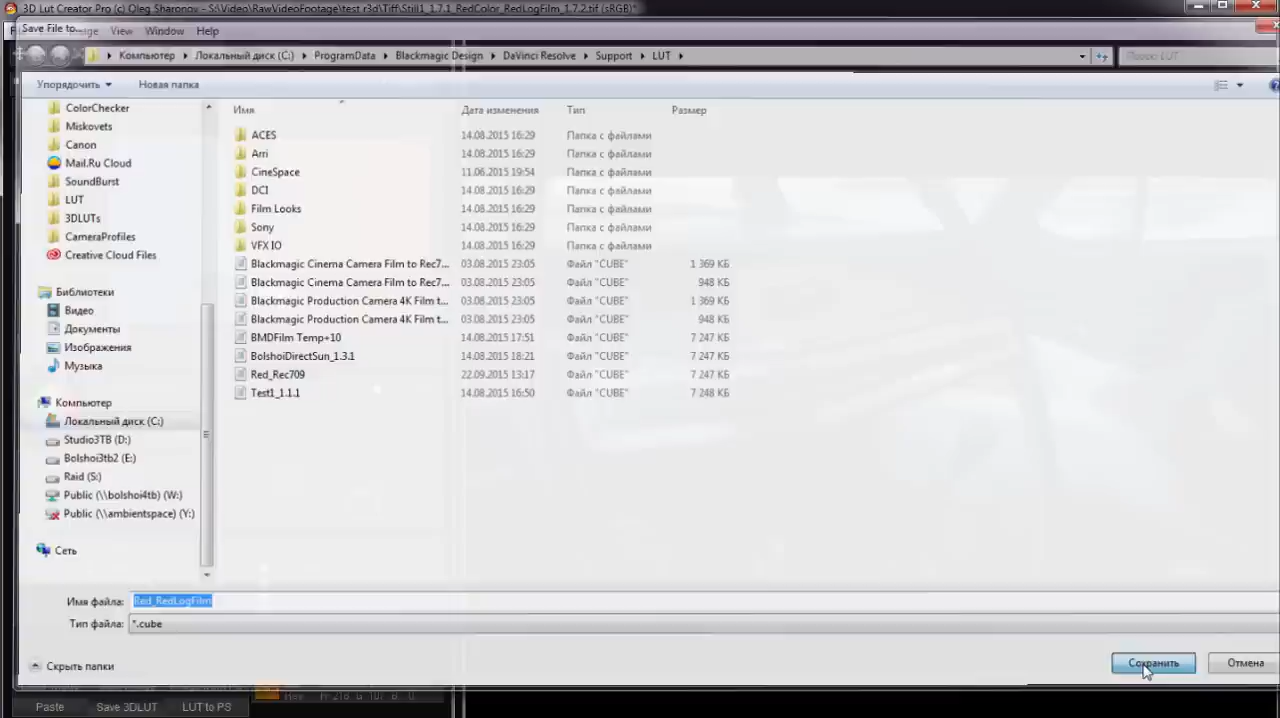 3D Lut Creator Pro (c) Oleg Sharonov - S:\Video\RawVideoFootage\test r3d\Tiff\Still1_1.7.1_RedColor_RedLogFilm_1.7.2.tif (sRGB)*
Save File to...
View Window Help
Компьютер Локальный диск (C:) ProgramData Blackmagic Design DaVinci Resolve Support LUT
Поиск: LUT
Упорядочить Новая папка
Имя Дата изменения Тип Размер
ColorChecker
Miskovets
Canon
Mail.Ru Cloud
SoundBurst
LUT
3DLUTs
CameraProfiles
Creative Cloud Files
Библиотеки
Видео
Документы
Изображения
Музыка
Компьютер
Локальный диск (C:)
Studio3TB (D:)
Bolshoi3tb2 (E:)
Raid (S:)
Public (\\bolshoi4tb) (W:)
Public (\\ambientspace) (Y:)
Сеть
ACES 14.08.2015 16:29 Папка с файлами
Arri 14.08.2015 16:29 Папка с файлами
CineSpace 11.06.2015 19:54 Папка с файлами
DCI 14.08.2015 16:29 Папка с файлами
Film Looks 14.08.2015 16:29 Папка с файлами
Sony 14.08.2015 16:29 Папка с файлами
VFX IO 14.08.2015 16:29 Папка с файлами
Blackmagic Cinema Camera Film to Rec7... 03.08.2015 23:05 Файл "CUBE" 1 369 КБ
Blackmagic Cinema Camera Film to Rec7... 03.08.2015 23:05 Файл "CUBE" 948 КБ
Blackmagic Production Camera 4K Film t... 03.08.2015 23:05 Файл "CUBE" 1 369 КБ
Blackmagic Production Camera 4K Film t... 03.08.2015 23:05 Файл "CUBE" 948 КБ
BMDFilm Temp+10 14.08.2015 17:51 Файл "CUBE" 7 247 КБ
BolshoiDirectSun_1.3.1 14.08.2015 18:21 Файл "CUBE" 7 247 КБ
Red_Rec709 22.09.2015 13:17 Файл "CUBE" 7 247 КБ
Test1_1.1.1 14.08.2015 16:50 Файл "CUBE" 7 248 КБ
Имя файла: Red_RedLogFilm
Тип файла: *.cube
Скрыть папки Сохранить Отмена
Paste Save 3DLUT LUT to PS